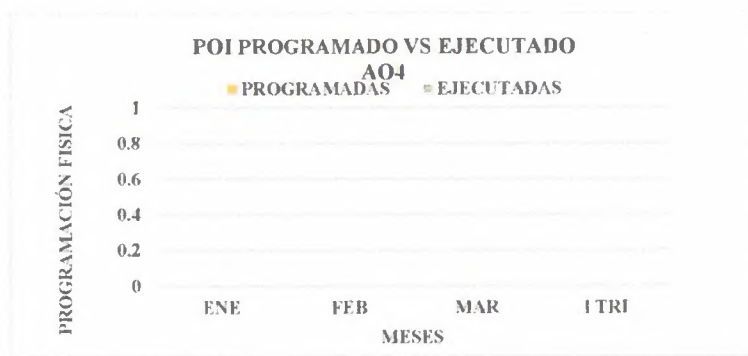 POI PROGRAMADO VS EJECUTADO
AO4
PROGRAMADAS EJECUTADAS
PROGRAMACIÓN FISICA
1
0.8
0.6
0.4
0.2
0
ENE FEB MAR I TRI
MESES